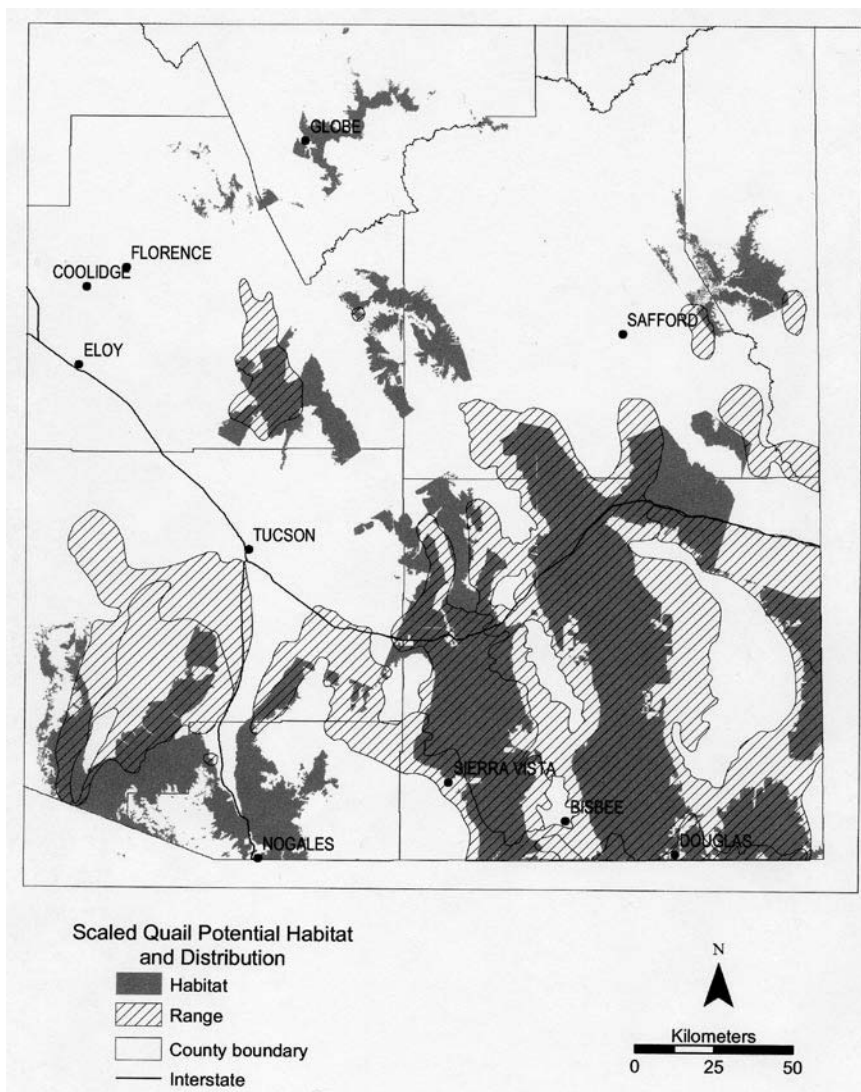 GLOBE
FLORENCE
COOLIDGE
SAFFORD
ELOY
TUCSON
SIERRA VISTA
BISBEE
NOGALES
DOUGLAS
Scaled Quail Potential Habitat
and Distribution
Habitat
Range
County boundary
Interstate
N
Kilometers
0 25 50